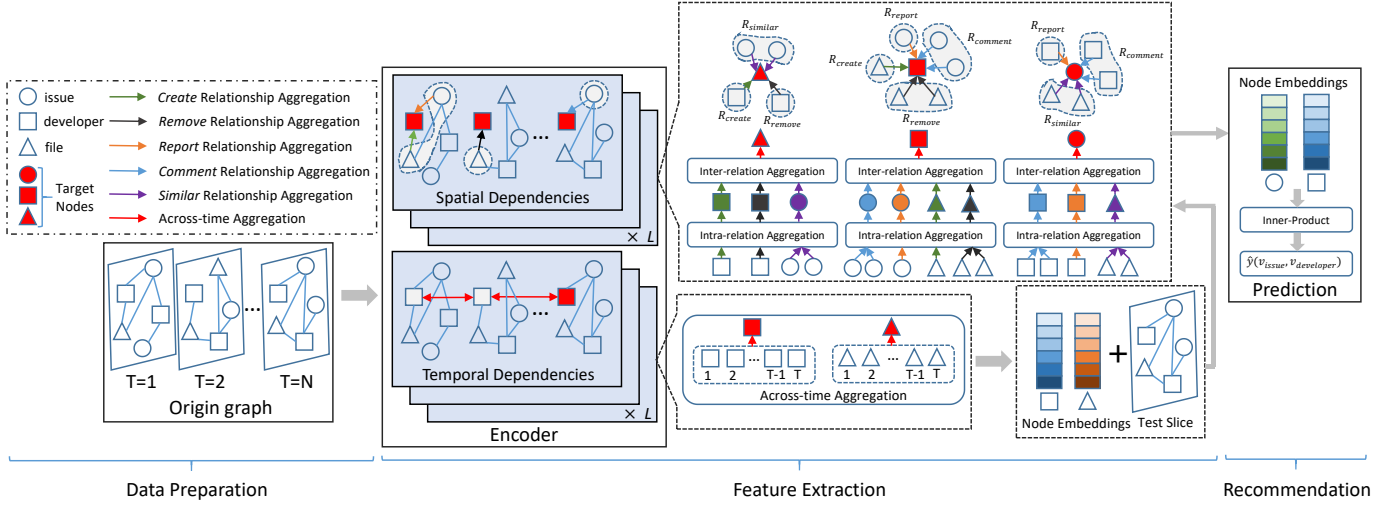 issue
developer
file
Target
Nodes
Create Relationship Aggregation
Remove Relationship Aggregation
Report Relationship Aggregation
Comment Relationship Aggregation
Similar Relationship Aggregation
Across-time Aggregation
...
T=1
T=2
T=N
Origin graph
Data Preparation
...
Spatial Dependencies
× L
...
Temporal Dependencies
× L
Encoder
R_similar
R_create
R_remove
R_report
R_comment
R_create
R_remove
R_report
R_comment
R_similar
Inter-relation Aggregation
Inter-relation Aggregation
Inter-relation Aggregation
Intra-relation Aggregation
Intra-relation Aggregation
Intra-relation Aggregation
...
1 2 T-1 T
...
1 2 T-1 T
Across-time Aggregation
+
Node Embeddings
Test Slice
Feature Extraction
Node Embeddings
Inner-Product
ŷ(v_issue, v_developer)
Prediction
Recommendation